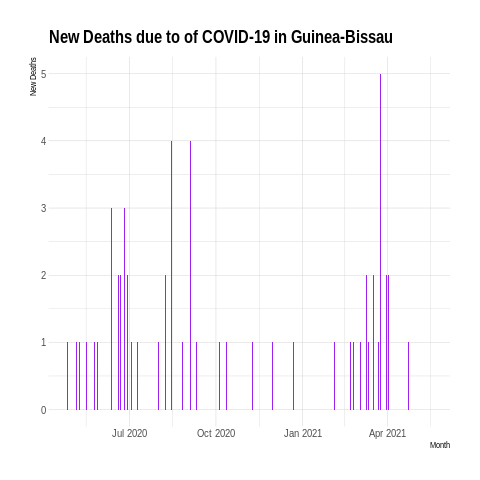 New Deaths due to of COVID-19 in Guinea-Bissau
New Deaths
5
4
3
2
1
0
Jul 2020 Oct 2020 Jan 2021 Apr 2021
Month